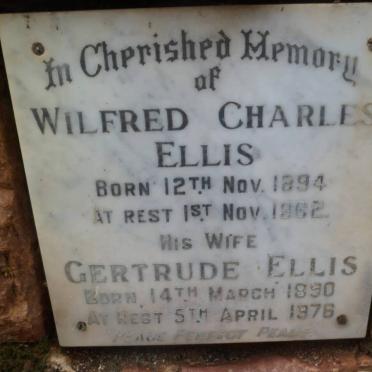 In Cherished Memory
of
WILFRED CHARLES
ELLIS
BORN 12TH NOV. 1894
AT REST 1ST NOV. 1962
HIS WIFE
GERTRUDE ELLIS
BORN 14TH MARCH 1890
AT REST 5TH APRIL 1976
PEACE PERFECT PEACE